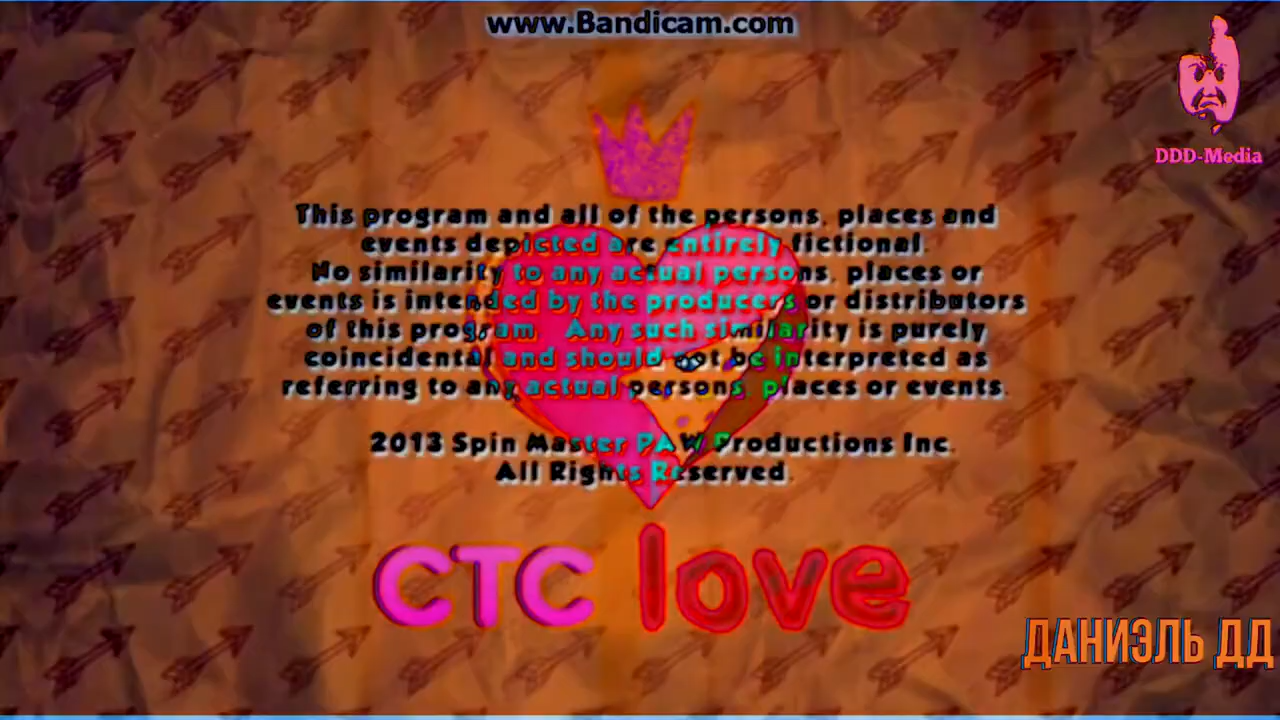 www.Bandicam.com
DDD-Media
This program and all of the persons, places and
events depicted are entirely fictional.
No similarity to any actual persons, places or
events is intended by the producers or distributors
of this program. Any such similarity is purely
coincidental and should not be interpreted as
referring to any actual persons, places or events.
2013 Spin Master PAW Productions Inc.
All Rights Reserved.
СТС love
ДАНИЭЛЬ ДД